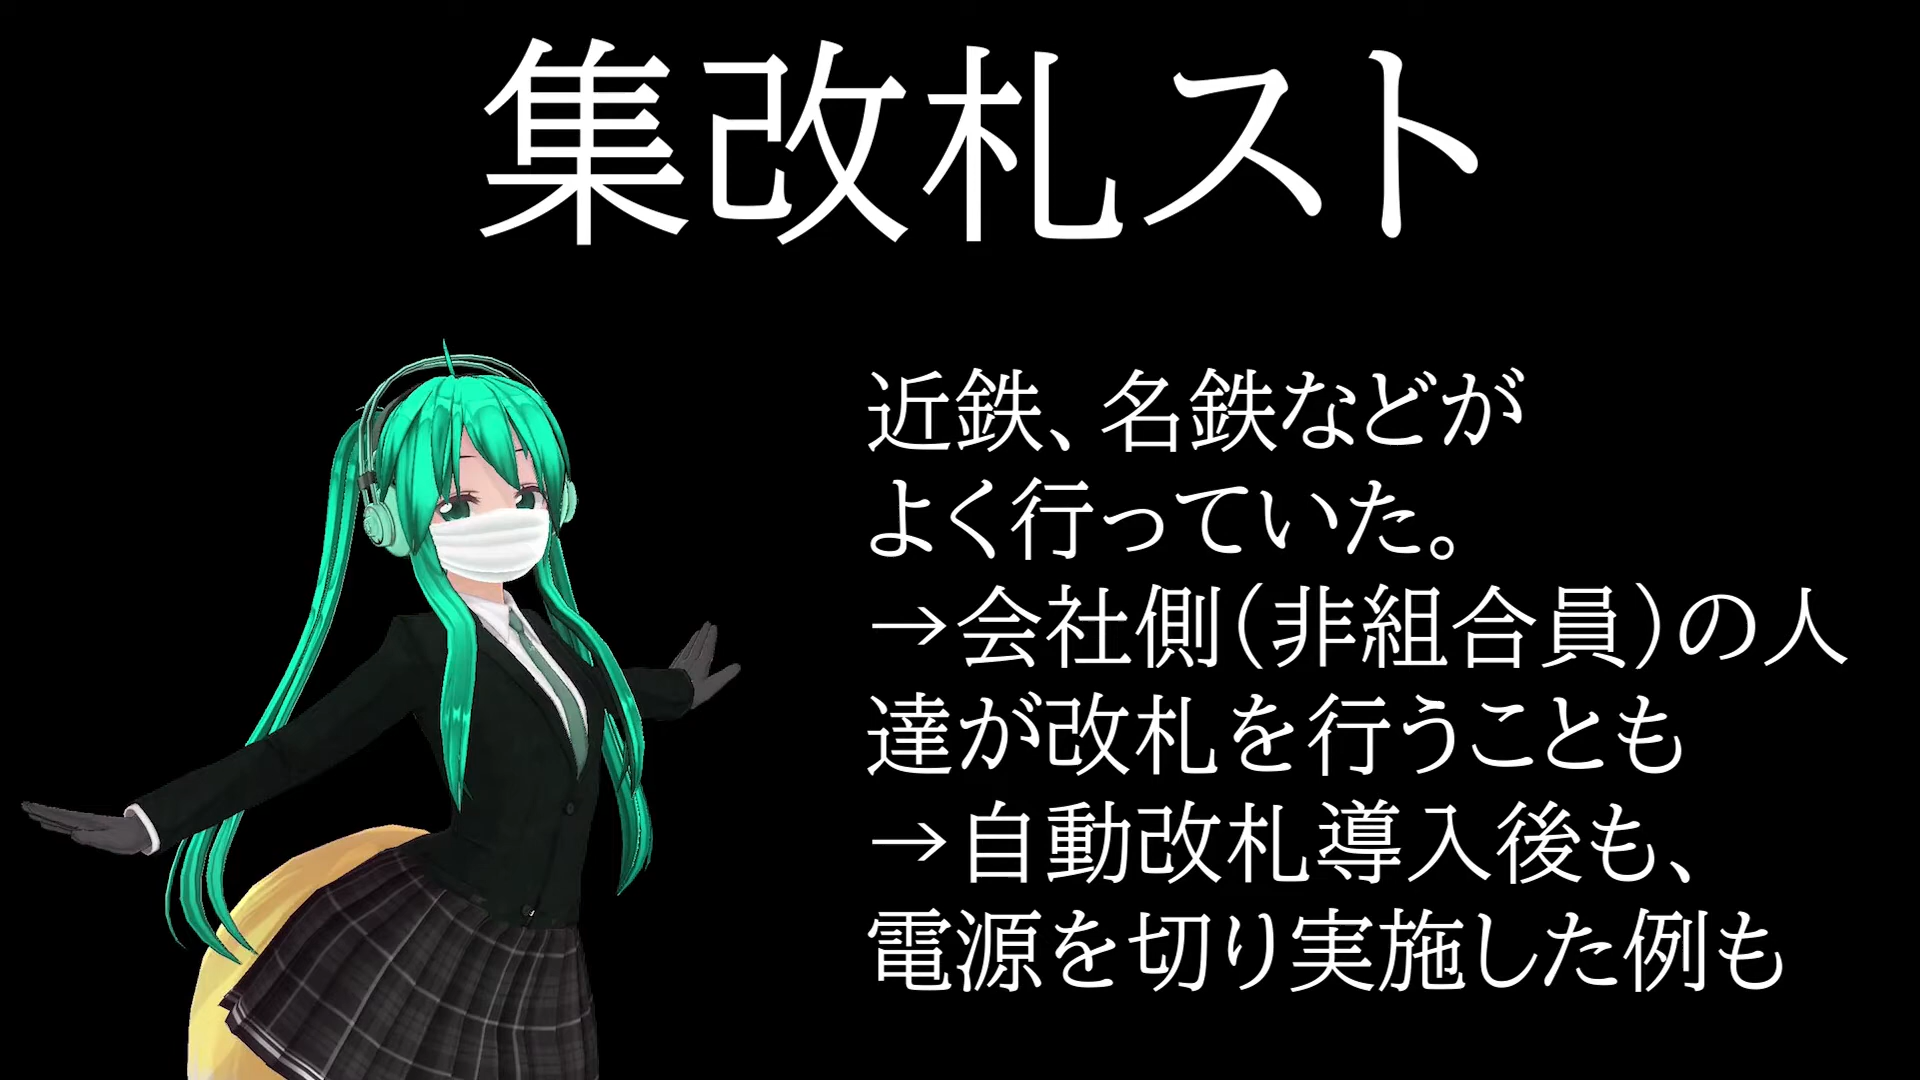 集改札スト
近鉄、名鉄などが
よく行っていた。
→会社側（非組合員）の人
達が改札を行うことも
→自動改札導入後も、
電源を切り実施した例も